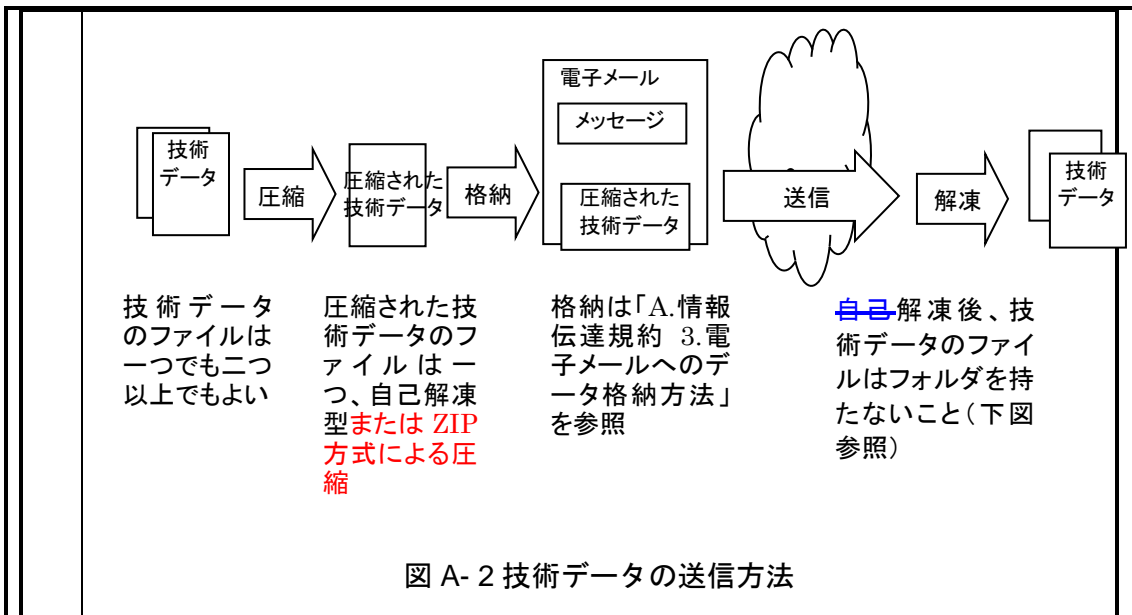 技術
データ
圧縮
圧縮された
技術データ
格納
電子メール
メッセージ
圧縮された
技術データ
送信
解凍
技術
データ
技術データ
のファイルは
一つでも二つ
以上でもよい
圧縮された技
術データのフ
ァイルは一
つ、自己解凍
型または ZIP
方式による圧
縮
格納は「A.情報
伝達規約 3.電
子メールへのデ
ータ格納方法」
を参照
自己解凍後、技
術データのファイ
ルはフォルダを持
たないこと(下図
参照)
図 A- 2 技術データの送信方法